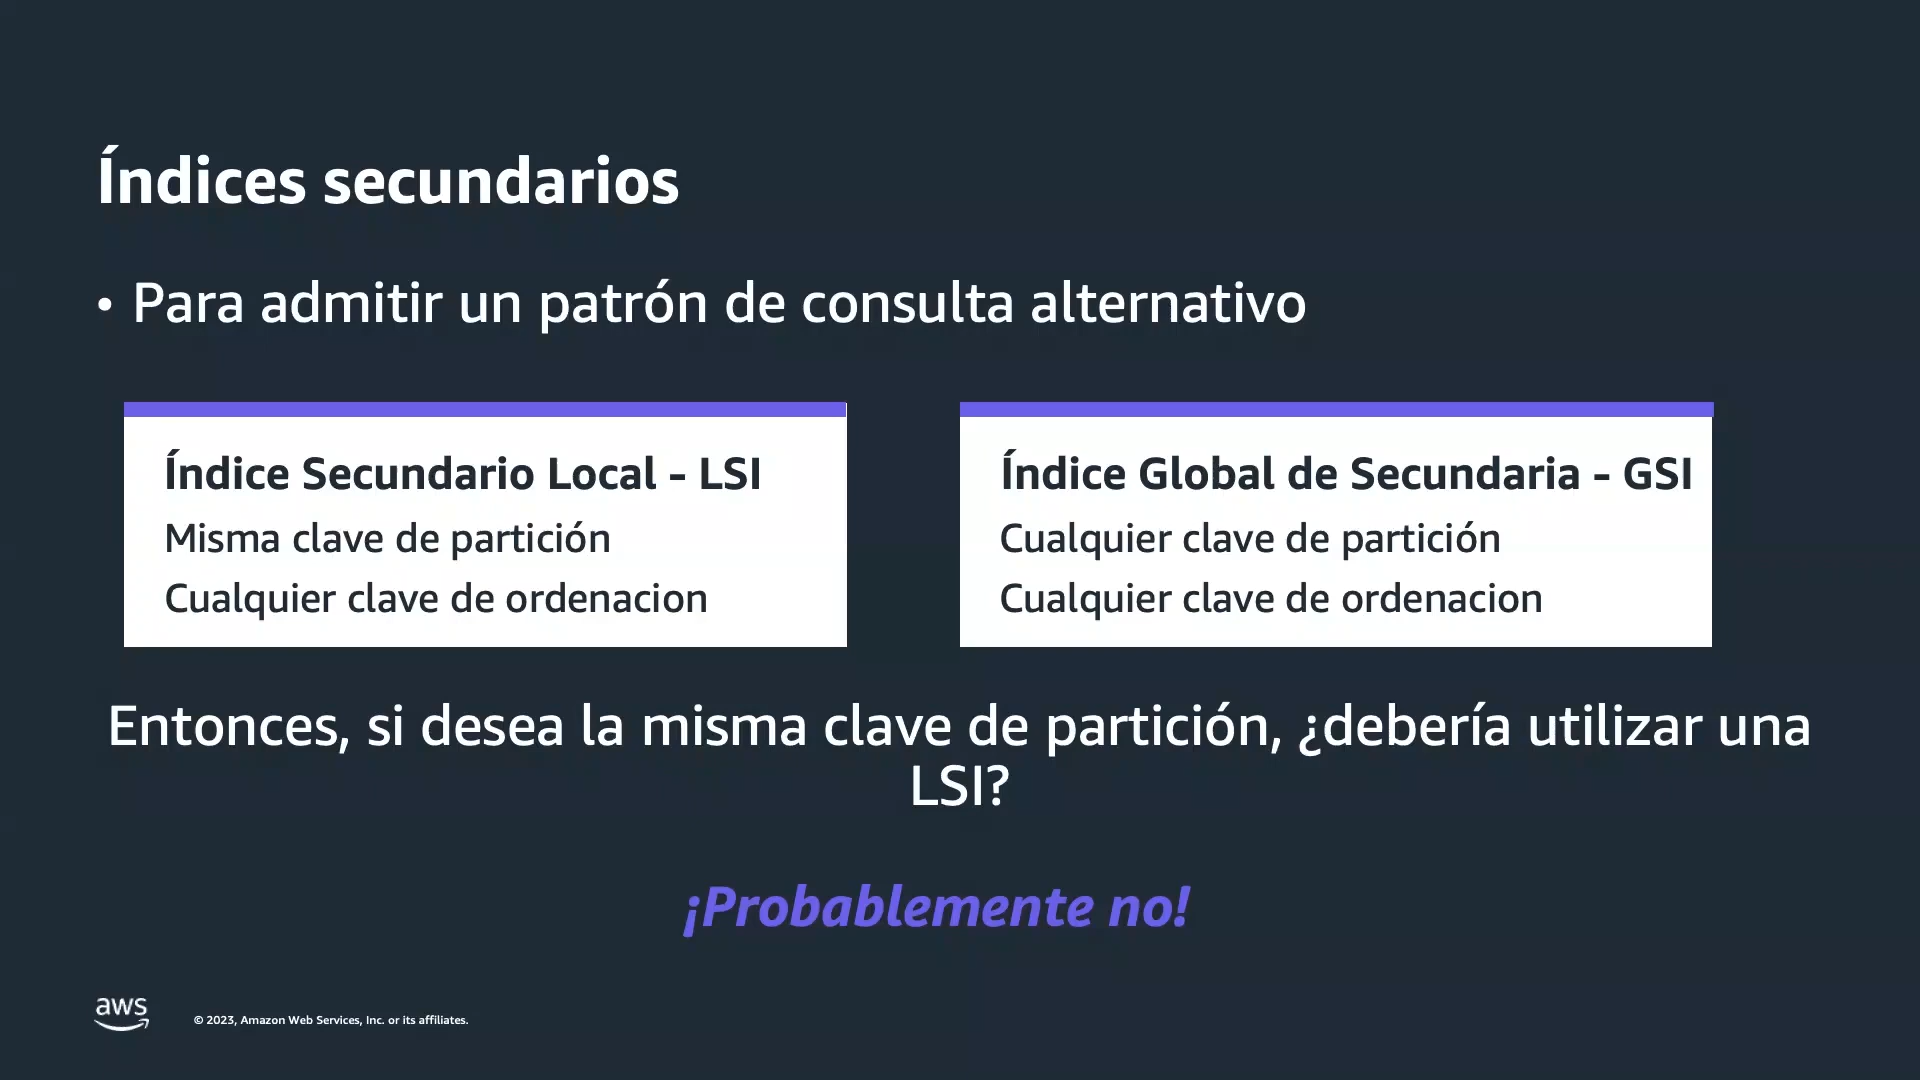 Índices secundarios
• Para admitir un patrón de consulta alternativo
Índice Secundario Local - LSI
Misma clave de partición
Cualquier clave de ordenacion
Índice Global de Secundaria - GSI
Cualquier clave de partición
Cualquier clave de ordenacion
Entonces, si desea la misma clave de partición, ¿debería utilizar una
LSI?
¡Probablemente no!
aws
© 2023, Amazon Web Services, Inc. or its affiliates.